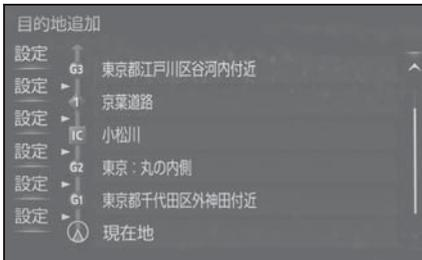 目的地追加
設定
G3 東京都江戸川区谷河内付近
設定
1 京葉道路
設定
IC 小松川
設定
G2 東京：丸の内側
設定
G1 東京都千代田区外神田付近
設定
現在地